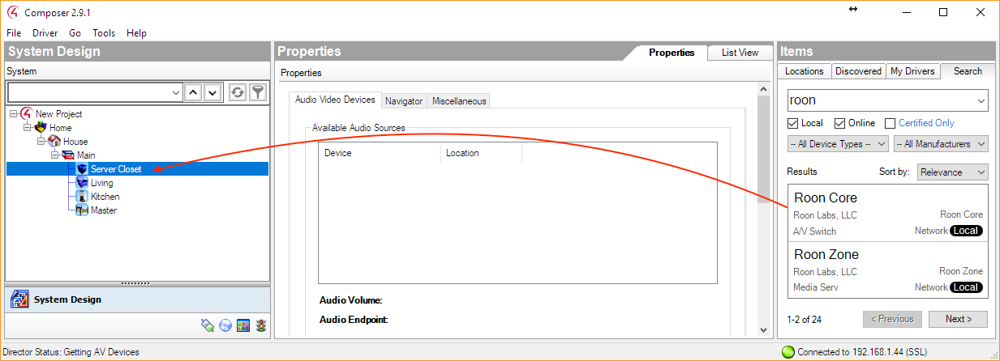 Composer 2.9.1
File Driver Go Tools Help
System Design
System
New Project
Home
House
Main
Server Closet
Living
Kitchen
Master
System Design
Properties
Properties List View
Properties
Audio Video Devices Navigator Miscellaneous
Available Audio Sources
Device Location
Audio Volume:
Audio Endpoint:
Items
Locations Discovered My Drivers Search
roon
Local Online Certified Only
-- All Device Types -- -- All Manufacturers
Results Sort by: Relevance
Roon Core
Roon Labs, LLC Roon Core
A/V Switch Network Local
Roon Zone
Roon Labs, LLC Roon Zone
Media Serv Network Local
1-2 of 24 < Previous Next >
Director Status: Getting AV Devices Connected to 192.168.1.44 (SSL)